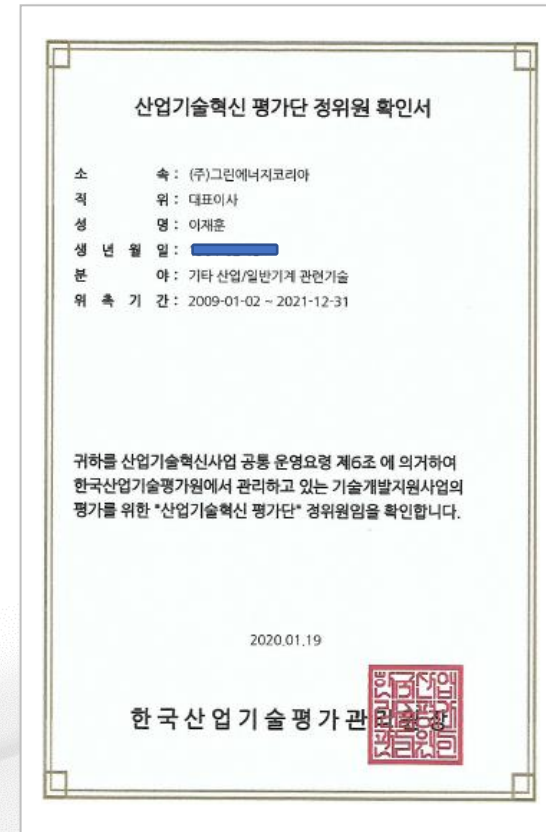 산업기술혁신 평가단 정위원 확인서
소 속 : (주)그린에너지코리아
직 위 : 대표이사
성 명 : 이재훈
생 년 월 일 :
분 야 : 기타 산업/일반기계 관련기술
위 촉 기 간 : 2009-01-02 ~ 2021-12-31
귀하를 산업기술혁신사업 공통 운영요령 제6조 에 의거하여
한국산업기술평가원에서 관리하고 있는 기술개발지원사업의
평가를 위한 "산업기술혁신 평가단" 정위원임을 확인합니다.
2020.01.19
한국산업기술평가관리원장